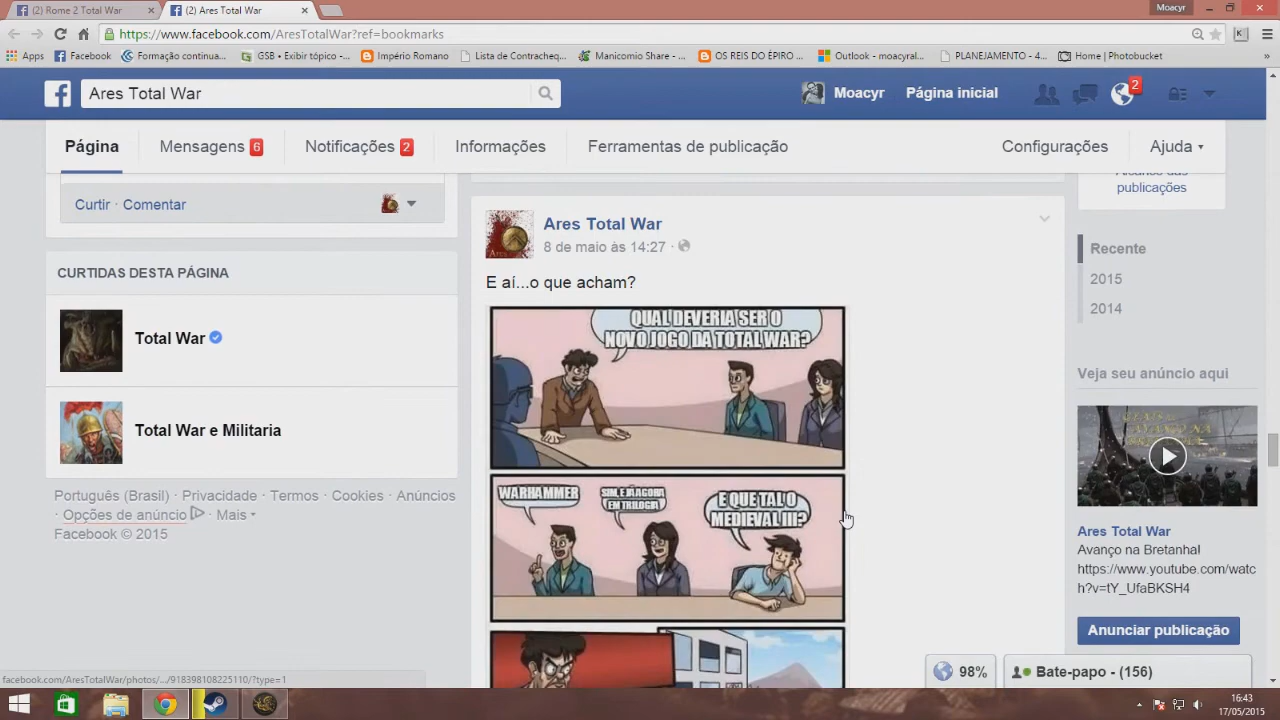 (2) Rome 2 Total War
(2) Ares Total War
Moacyr
https://www.facebook.com/AresTotalWar?ref=bookmarks
Apps
Facebook
Formação continua...
GSB • Exibir tópico -...
Império Romano
Lista de Contracheq...
Manicomio Share - ...
OS REIS DO ÉPIRO ...
Outlook - moacyral...
PLANEJAMENTO - 4...
Home | Photobucket
Ares Total War
Moacyr
Página inicial
2
Página
Mensagens 6
Notificações 2
Informações
Ferramentas de publicação
Configurações
Ajuda
publicações
Curtir · Comentar
CURTIDAS DESTA PÁGINA
Total War
Total War e Militaria
Português (Brasil) · Privacidade · Termos · Cookies · Anúncios
· Opções de anúncio · Mais
Facebook © 2015
Ares Total War
8 de maio às 14:27 ·
E aí...o que acham?
QUAL DEVERIA SER O
NOVO JOGO DA TOTAL WAR?
WARHAMMER
SIM, E JÁ AGORA
EM TRILOGIA
E QUE TAL O
MEDIEVAL III?
Recente
2015
2014
Veja seu anúncio aqui
Ares Total War
Avanço na Bretanha!
https://www.youtube.com/watc
h?v=tY_UfaBKSH4
Anunciar publicação
98%
Bate-papo - (156)
facebook.com/AresTotalWar/photos/.../918398108225110/?type=1
16:43
17/05/2015